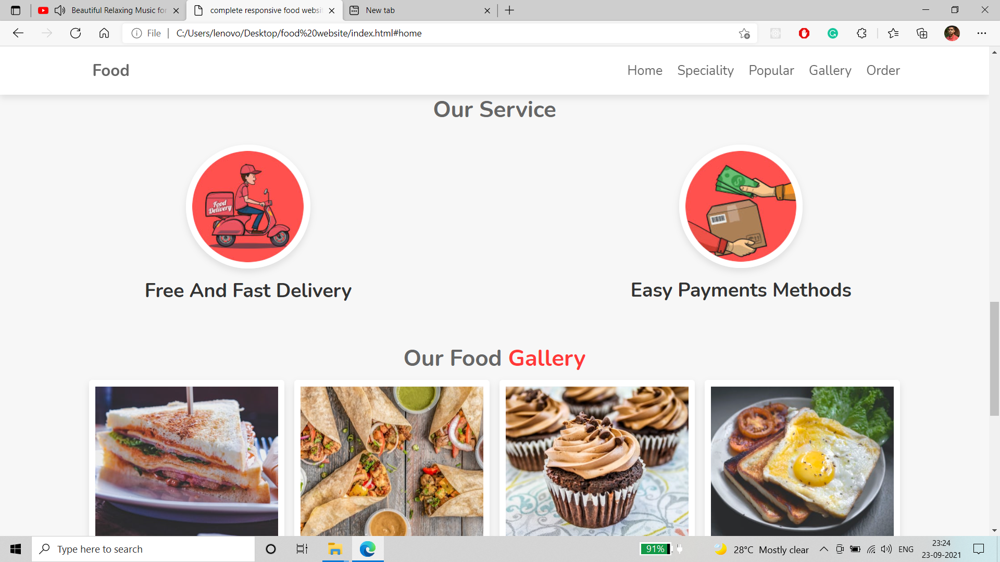 Beautiful Relaxing Music for
complete responsive food websit
New tab
File
C:/Users/lenovo/Desktop/food%20website/index.html#home
Food
Home Speciality Popular Gallery Order
Our Service
Food
Delivery
Free And Fast Delivery
Easy Payments Methods
Our Food Gallery
Type here to search
91%
28°C Mostly clear
ENG
23:24
23-09-2021